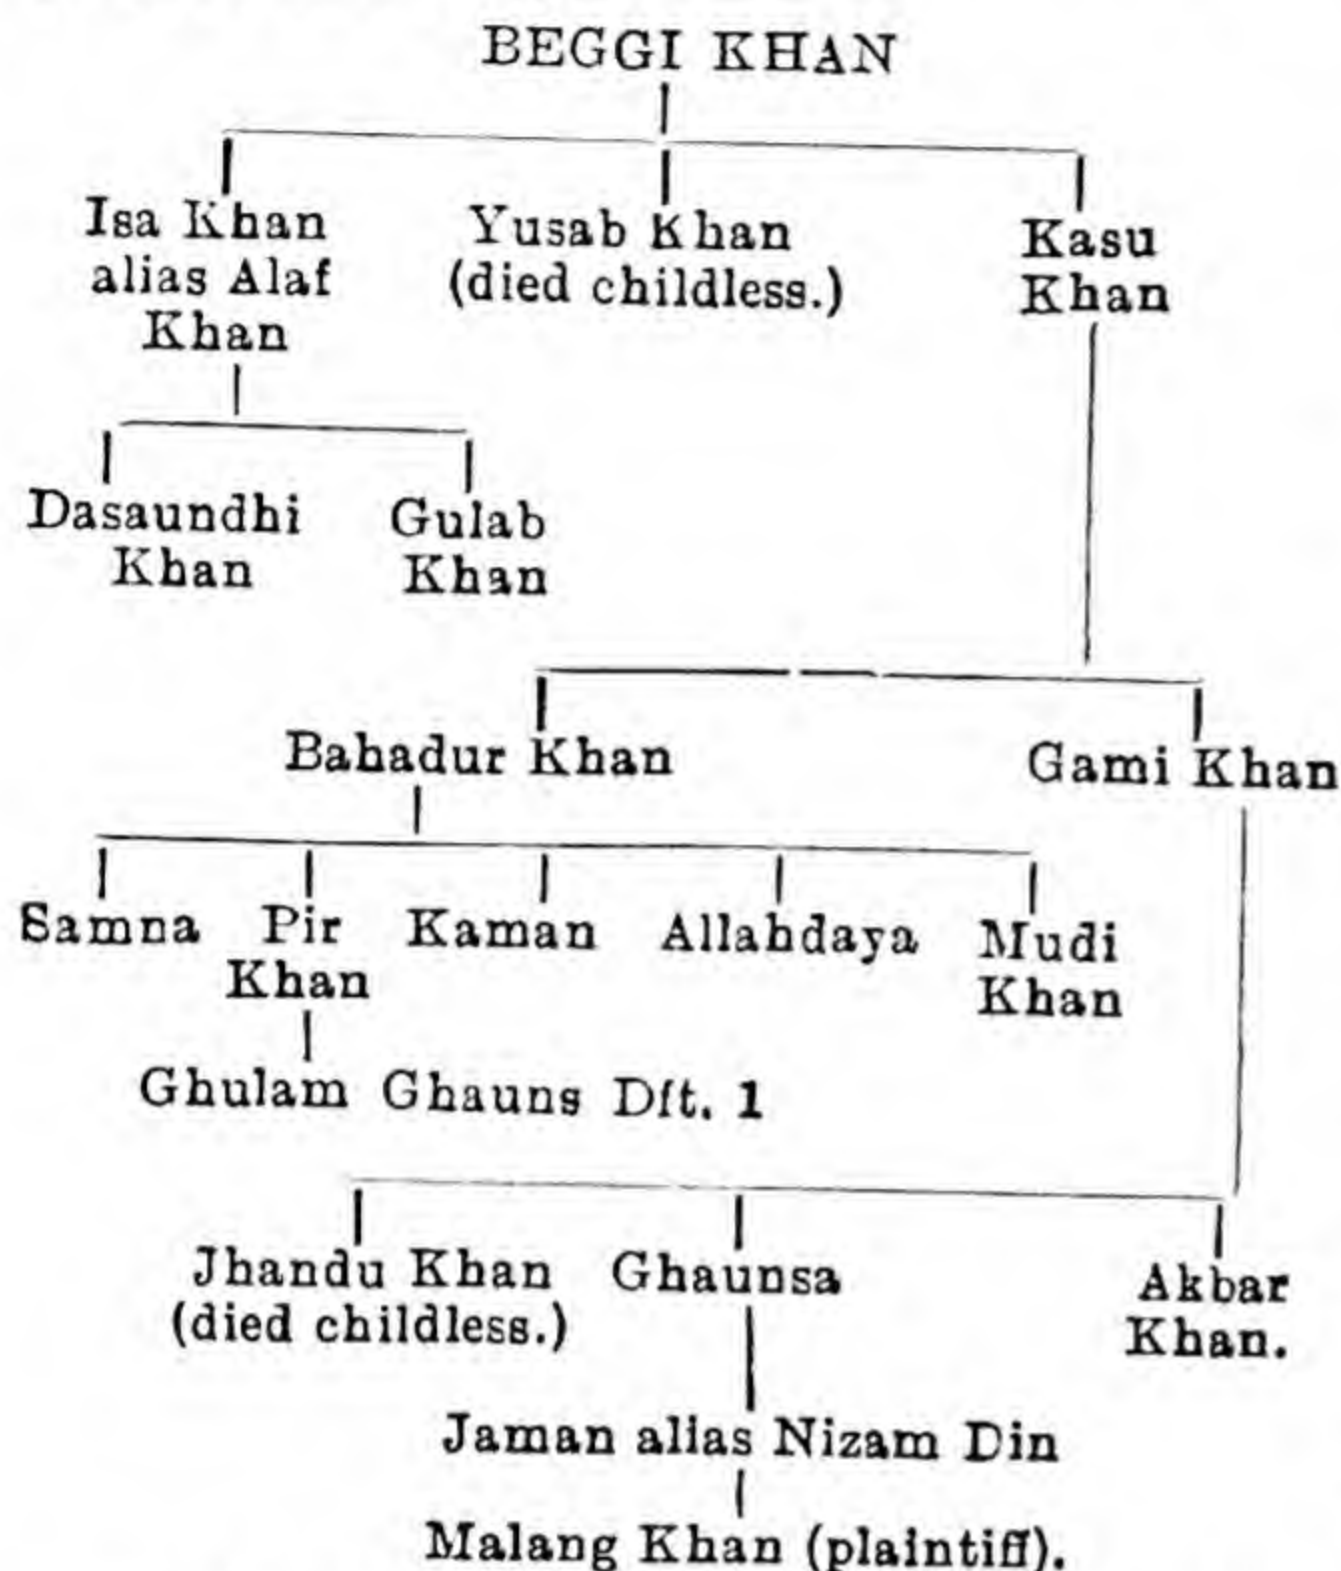 BEGGI KHAN
Isa Khan
alias Alaf
Khan
Yusab Khan
(died childless.)
Kasu
Khan
Dasaundhi
Khan
Gulab
Khan
Bahadur Khan
Gami Khan
Samna
Pir
Khan
Kaman
Allahdaya
Mudi
Khan
Ghulam Ghauns Dft. 1
Jhandu Khan
(died childless.)
Ghaunsa
Akbar
Khan.
Jaman alias Nizam Din
Malang Khan (plaintiff).